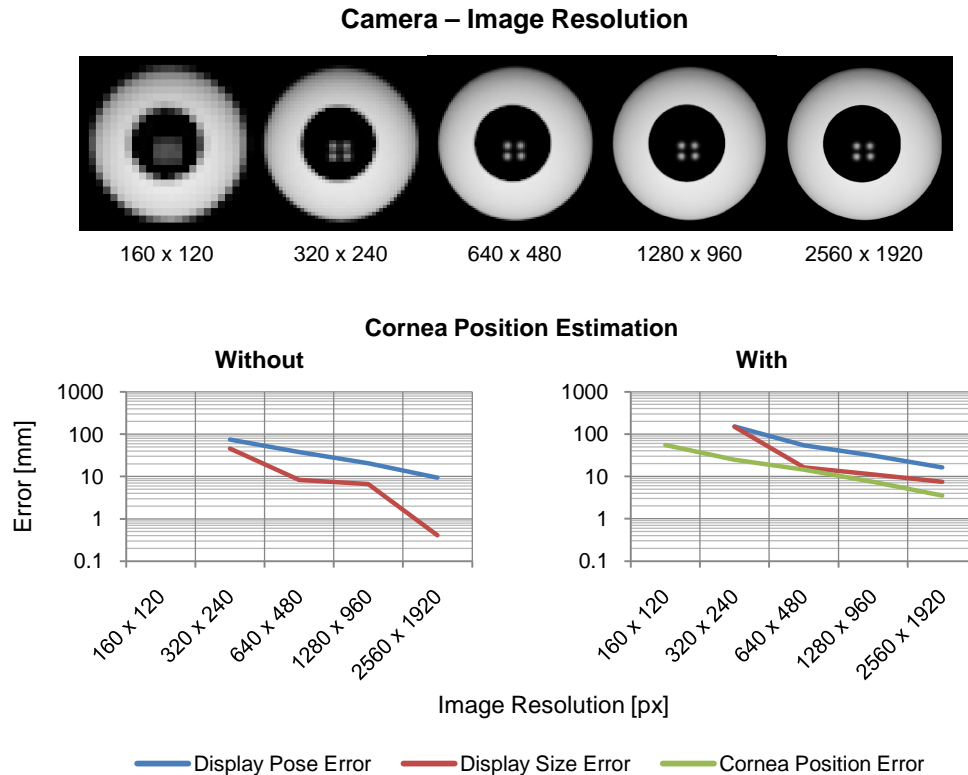 Camera – Image Resolution
160 x 120
320 x 240
640 x 480
1280 x 960
2560 x 1920
Cornea Position Estimation
Without
With
1000
100
10
1
0.1
Error [mm]
160 x 120
320 x 240
640 x 480
1280 x 960
2560 x 1920
1000
100
10
1
0.1
160 x 120
320 x 240
640 x 480
1280 x 960
2560 x 1920
Image Resolution [px]
Display Pose Error
Display Size Error
Cornea Position Error